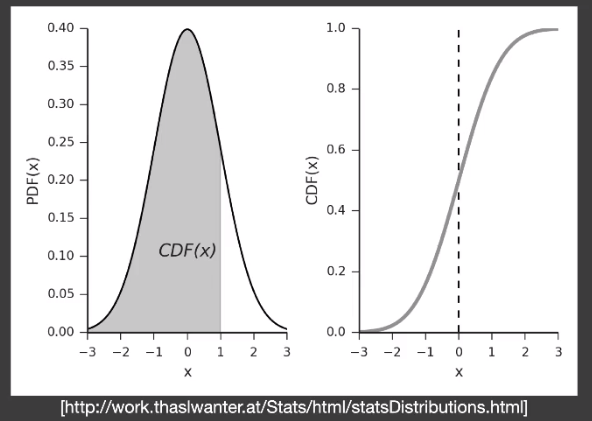 0.40
0.35
0.30
0.25
0.20
0.15
0.10
0.05
0.00
PDF(x)
CDF(x)
−3 −2 −1 0 1 2 3
x
1.0
0.8
0.6
0.4
0.2
0.0
CDF(x)
−3 −2 −1 0 1 2 3
x
[http://work.thaslwanter.at/Stats/html/statsDistributions.html]